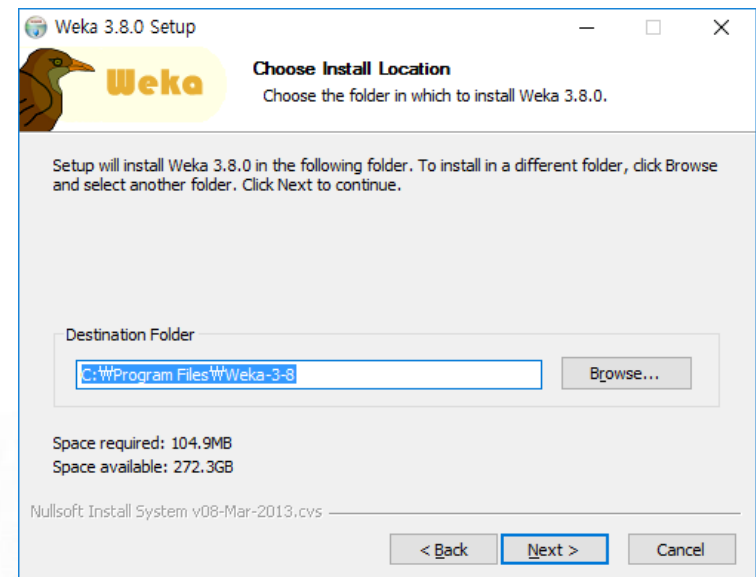 Weka 3.8.0 Setup
Weka
Choose Install Location
Choose the folder in which to install Weka 3.8.0.
Setup will install Weka 3.8.0 in the following folder. To install in a different folder, click Browse
and select another folder. Click Next to continue.
Destination Folder
C:₩Program Files₩Weka-3-8
Browse...
Space required: 104.9MB
Space available: 272.3GB
Nullsoft Install System v08-Mar-2013.cvs
< Back
Next >
Cancel